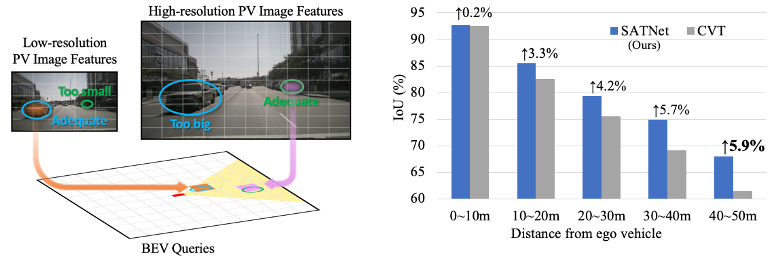 Low-resolution
PV Image Features
Too small
Adequate
High-resolution PV Image Features
Too big
Adequate
BEV Queries
IoU (%)
95
90
85
80
75
70
65
60
↑0.2%
↑3.3%
↑4.2%
↑5.7%
↑5.9%
SATNet
(Ours)
CVT
0~10m
10~20m
20~30m
30~40m
40~50m
Distance from ego vehicle